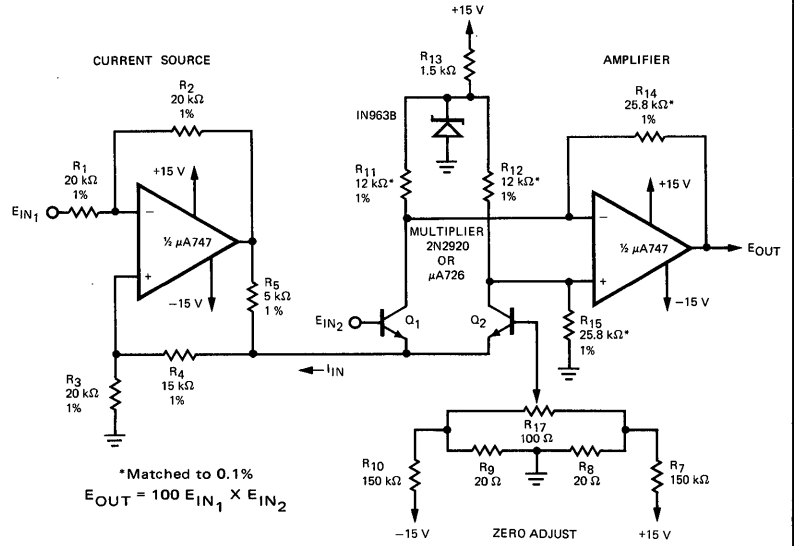 CURRENT SOURCE
R2
20 kΩ
1%
R1
20 kΩ
1%
+15 V
EIN1
−
½ µA747
+
−15 V
R5
5 kΩ
1 %
R4
15 kΩ
1%
R3
20 kΩ
1%
IIN
+15 V
R13
1.5 kΩ
IN963B
R11
12 kΩ*
1%
R12
12 kΩ*
1%
MULTIPLIER
2N2920
OR
µA726
EIN2
Q1
Q2
AMPLIFIER
R14
25.8 kΩ*
1%
+15 V
−
½ µA747
+
EOUT
−15 V
R15
25.8 kΩ*
1%
R17
100 Ω
R10
150 kΩ
R9
20 Ω
R8
20 Ω
R7
150 kΩ
−15 V
ZERO ADJUST
+15 V
*Matched to 0.1%
EOUT = 100 EIN1 X EIN2